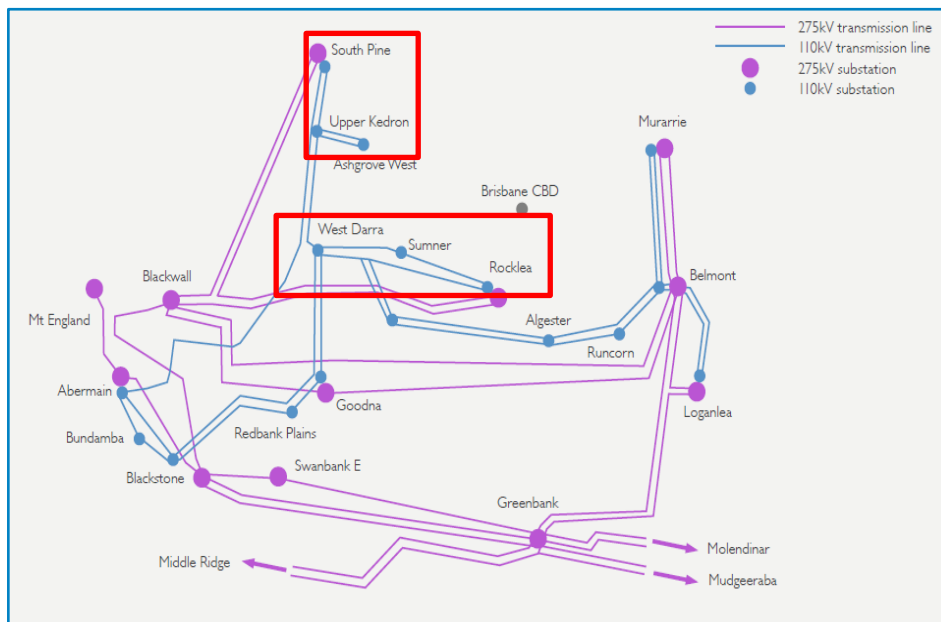 275kV transmission line
110kV transmission line
275kV substation
110kV substation
South Pine
Upper Kedron
Ashgrove West
Murarrie
Brisbane CBD
West Darra
Sumner
Rocklea
Belmont
Blackwall
Mt England
Algester
Runcorn
Abermain
Goodna
Loganlea
Redbank Plains
Bundamba
Blackstone
Swanbank E
Greenbank
Middle Ridge
Molendinar
Mudgeeraba